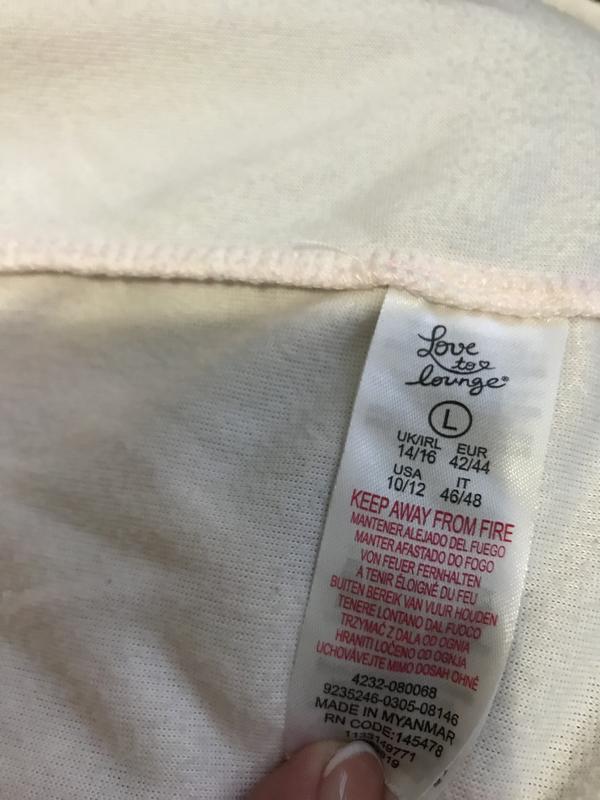 Love
to
lounge®
L
UK/IRL EUR
14/16 42/44
USA IT
10/12 46/48
KEEP AWAY FROM FIRE
MANTENER ALEJADO DEL FUEGO
MANTER AFASTADO DO FOGO
VON FEUER FERNHALTEN
A TENIR ÉLOIGNÉ DU FEU
BUITEN BEREIK VAN VUUR HOUDEN
TENERE LONTANO DAL FUOCO
TRZYMAĆ Z DALA OD OGNIA
HRANITI LOČENO OD OGNJA
UCHOVÁVEJTE MIMO DOSAH OHNĚ
4232-080068
9235246-0305-08146
MADE IN MYANMAR
RN CODE:145478